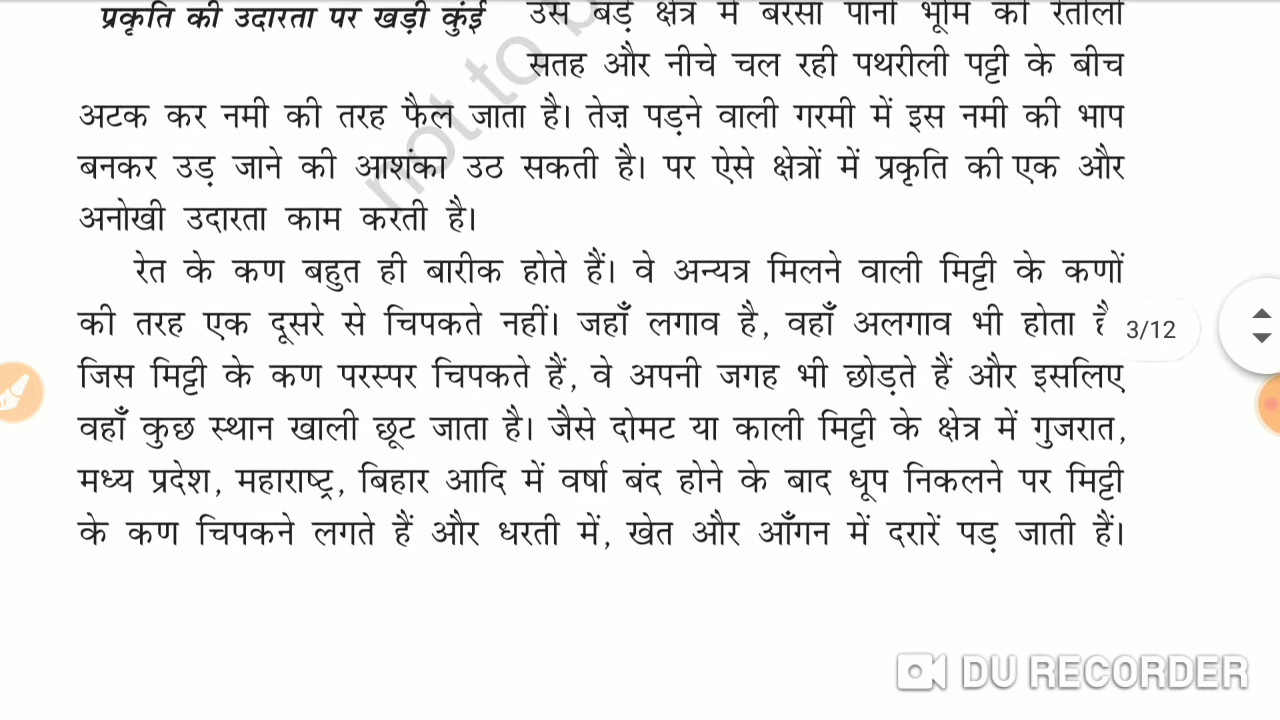 प्रकृति की उदारता पर खड़ी कुंई
उस बड़े क्षेत्र में बरसा पानी भूमि की रेतीली
सतह और नीचे चल रही पथरीली पट्टी के बीच
अटक कर नमी की तरह फैल जाता है। तेज़ पड़ने वाली गरमी में इस नमी की भाप
बनकर उड़ जाने की आशंका उठ सकती है। पर ऐसे क्षेत्रों में प्रकृति की एक और
अनोखी उदारता काम करती है।
रेत के कण बहुत ही बारीक होते हैं। वे अन्यत्र मिलने वाली मिट्टी के कणों
की तरह एक दूसरे से चिपकते नहीं। जहाँ लगाव है, वहाँ अलगाव भी होता है
3/12
जिस मिट्टी के कण परस्पर चिपकते हैं, वे अपनी जगह भी छोड़ते हैं और इसलिए
वहाँ कुछ स्थान खाली छूट जाता है। जैसे दोमट या काली मिट्टी के क्षेत्र में गुजरात,
मध्य प्रदेश, महाराष्ट्र, बिहार आदि में वर्षा बंद होने के बाद धूप निकलने पर मिट्टी
के कण चिपकने लगते हैं और धरती में, खेत और आँगन में दरारें पड़ जाती हैं।
not to b
DU RECORDER